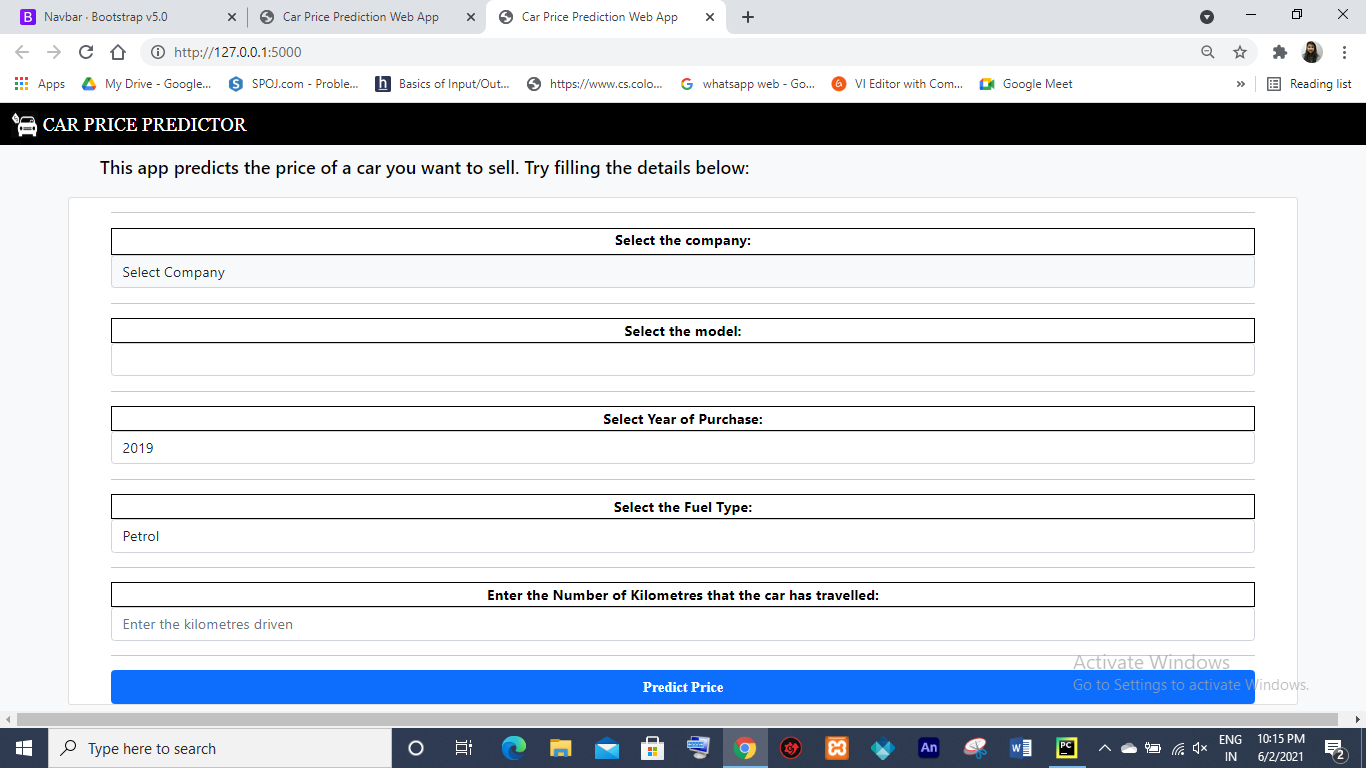 Navbar · Bootstrap v5.0
Car Price Prediction Web App
Car Price Prediction Web App
http://127.0.0.1:5000
Apps
My Drive - Google...
SPOJ.com - Proble...
Basics of Input/Out...
https://www.cs.colo...
whatsapp web - Go...
VI Editor with Com...
Google Meet
»
Reading list
CAR PRICE PREDICTOR
This app predicts the price of a car you want to sell. Try filling the details below:
Select the company:
Select Company
Select the model:
Select Year of Purchase:
2019
Select the Fuel Type:
Petrol
Enter the Number of Kilometres that the car has travelled:
Enter the kilometres driven
Predict Price
Activate Windows
Go to Settings to activate Windows.
Type here to search
An
W
PC
ENG
IN
10:15 PM
6/2/2021
2